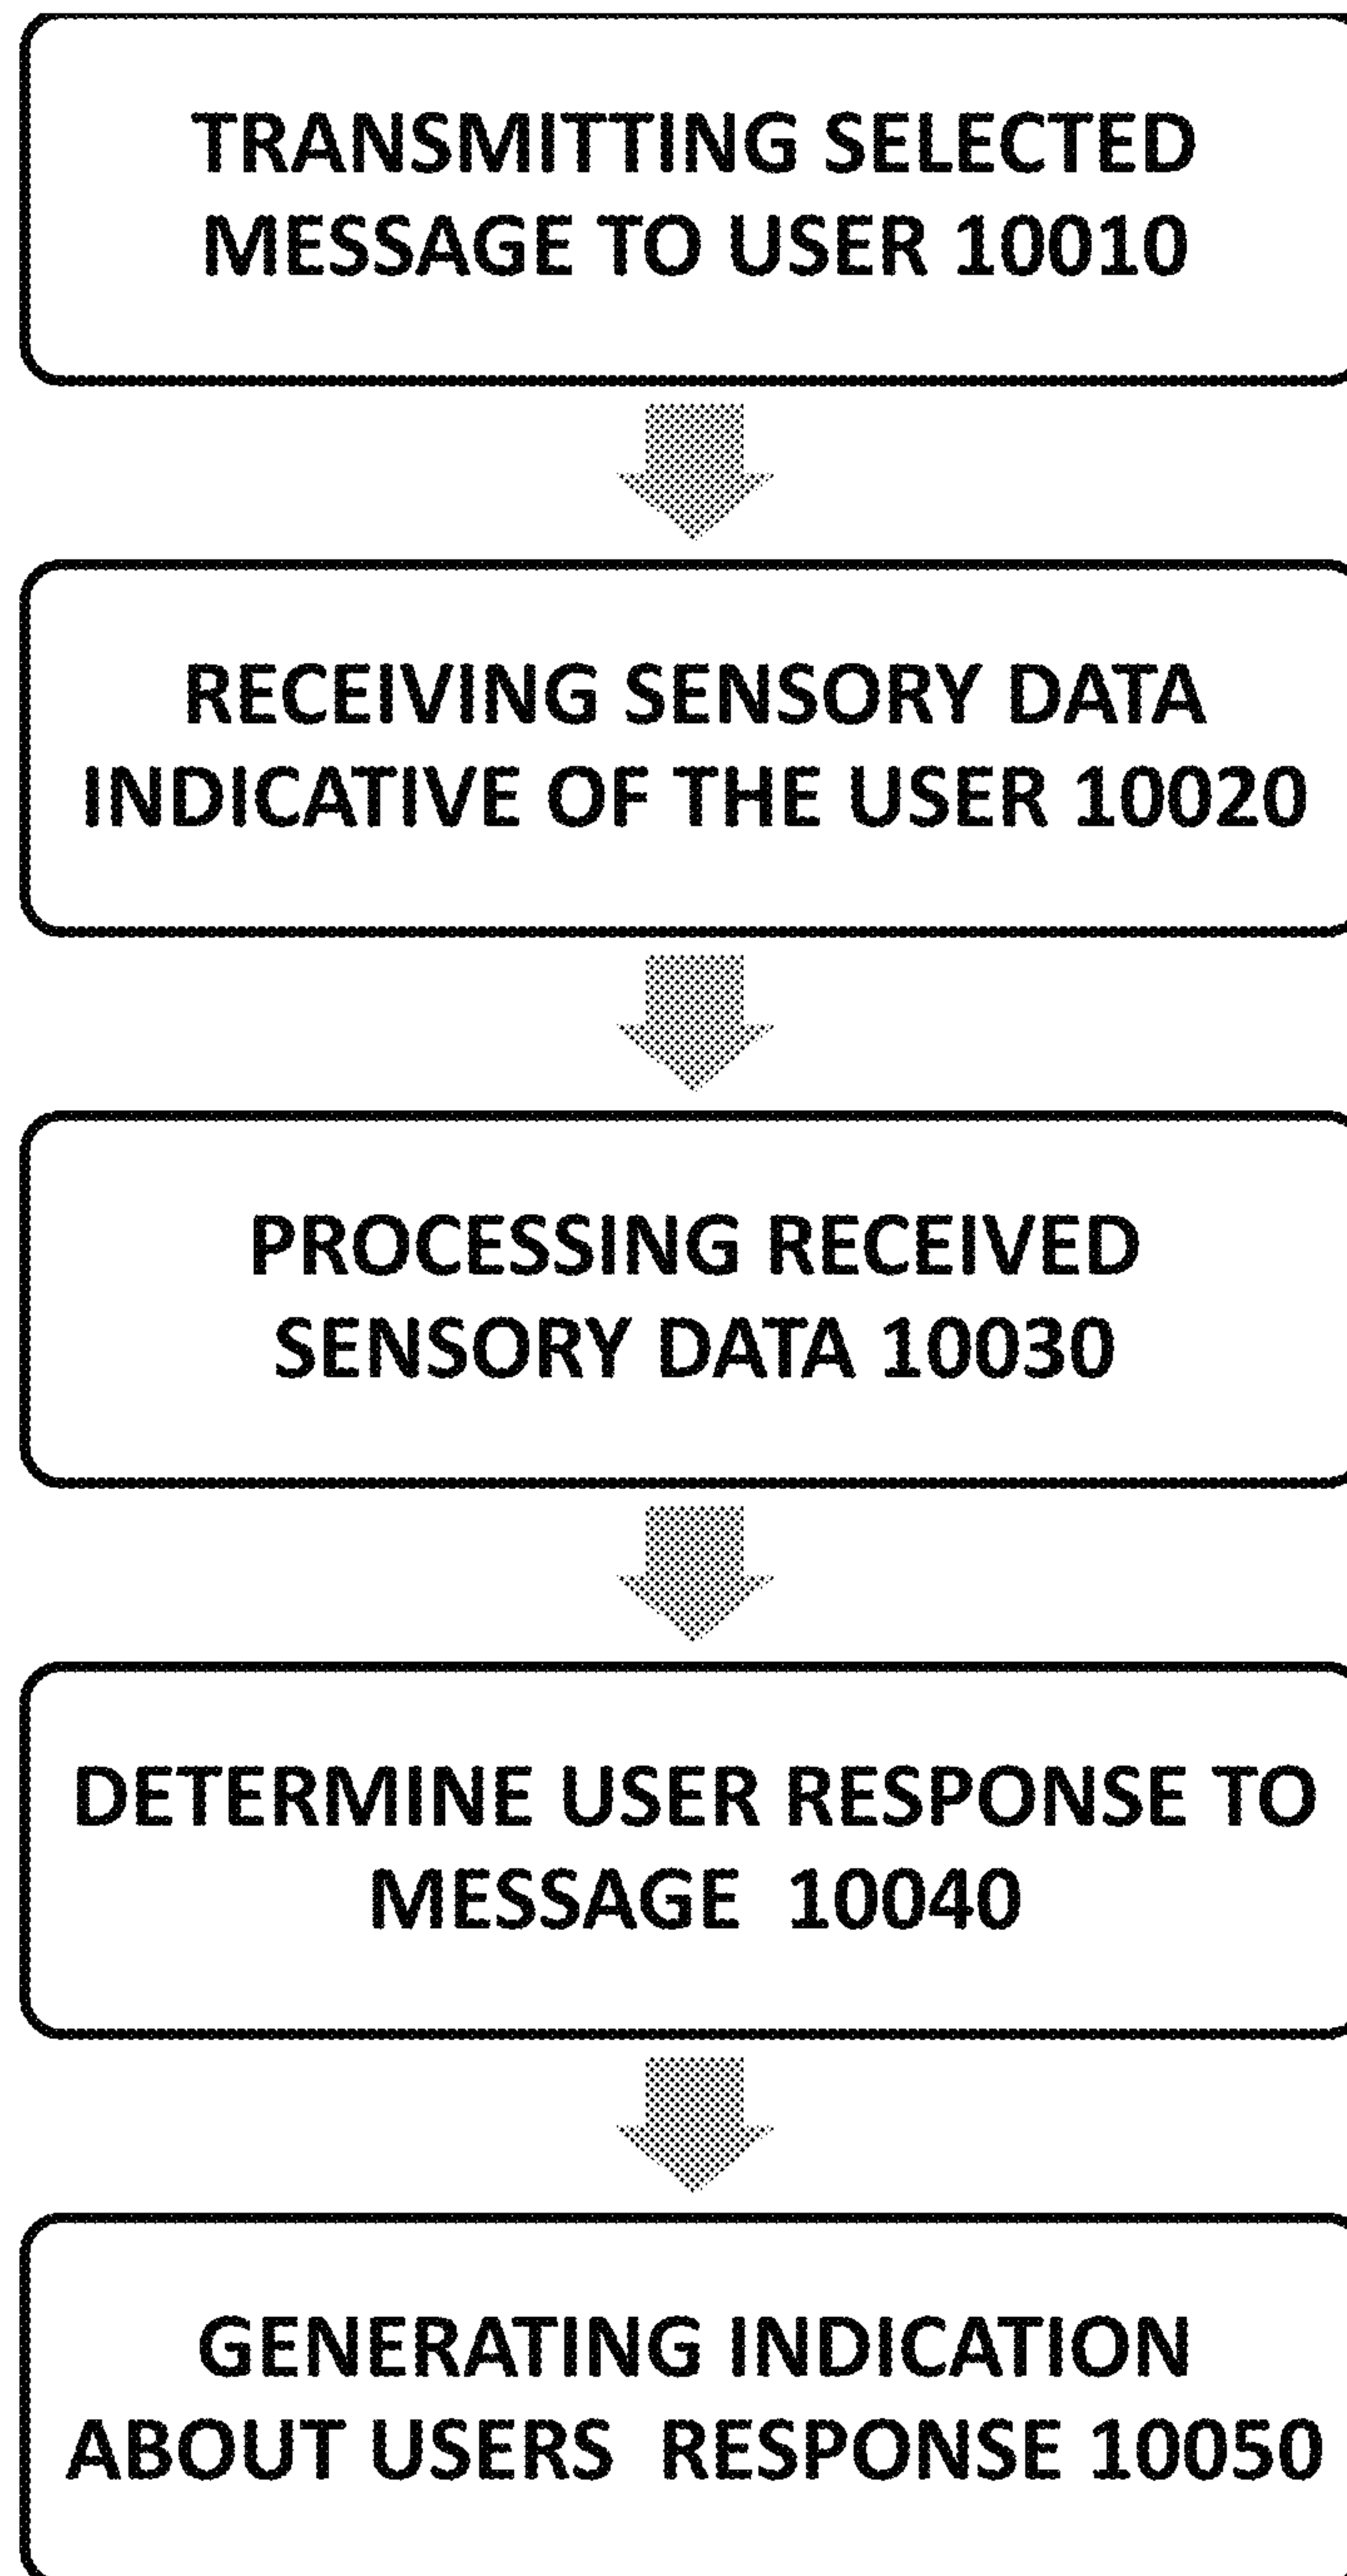 TRANSMITTING SELECTED
MESSAGE TO USER 10010
RECEIVING SENSORY DATA
INDICATIVE OF THE USER 10020
PROCESSING RECEIVED
SENSORY DATA 10030
DETERMINE USER RESPONSE TO
MESSAGE 10040
GENERATING INDICATION
ABOUT USERS RESPONSE 10050